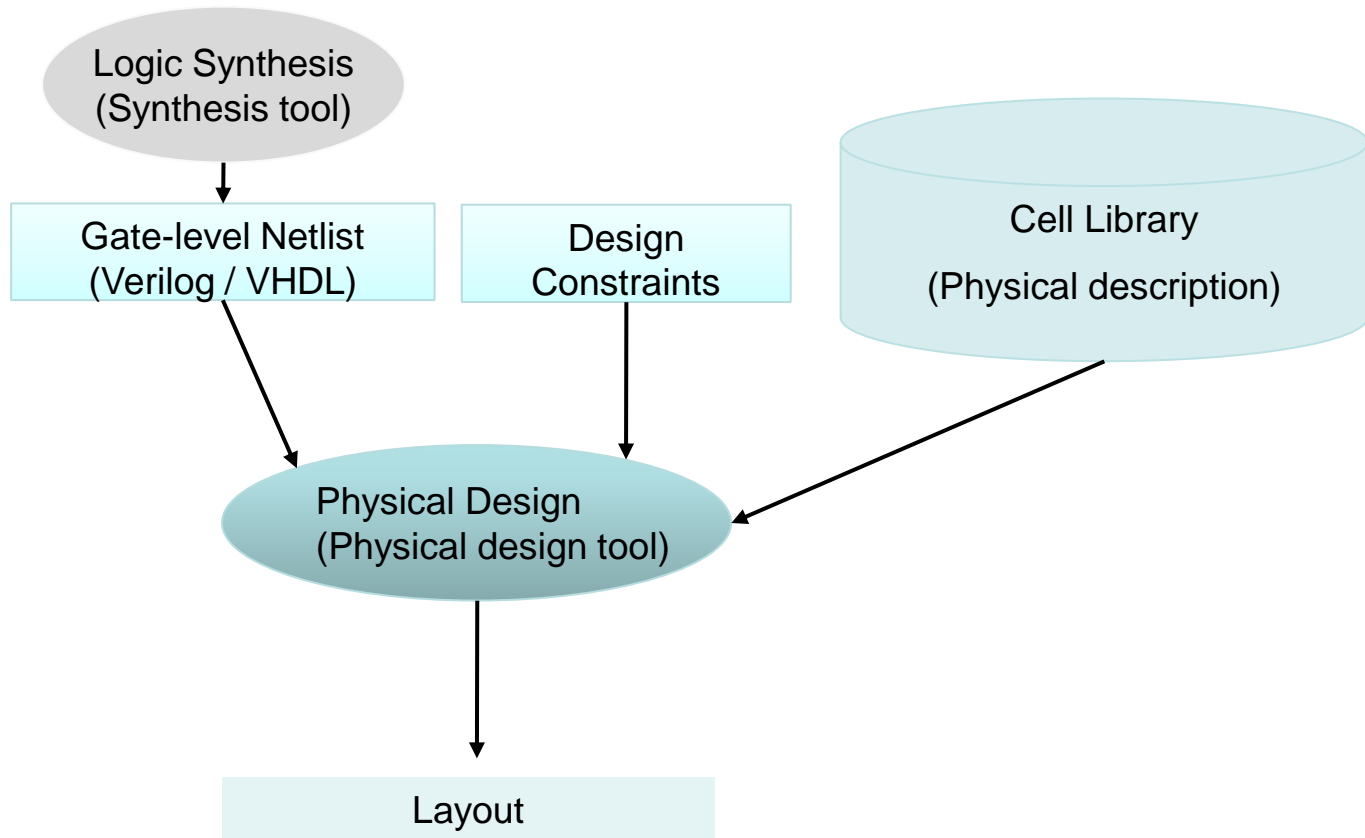 Logic Synthesis
(Synthesis tool)
Gate-level Netlist
(Verilog / VHDL)
Design
Constraints
Cell Library
(Physical description)
Physical Design
(Physical design tool)
Layout